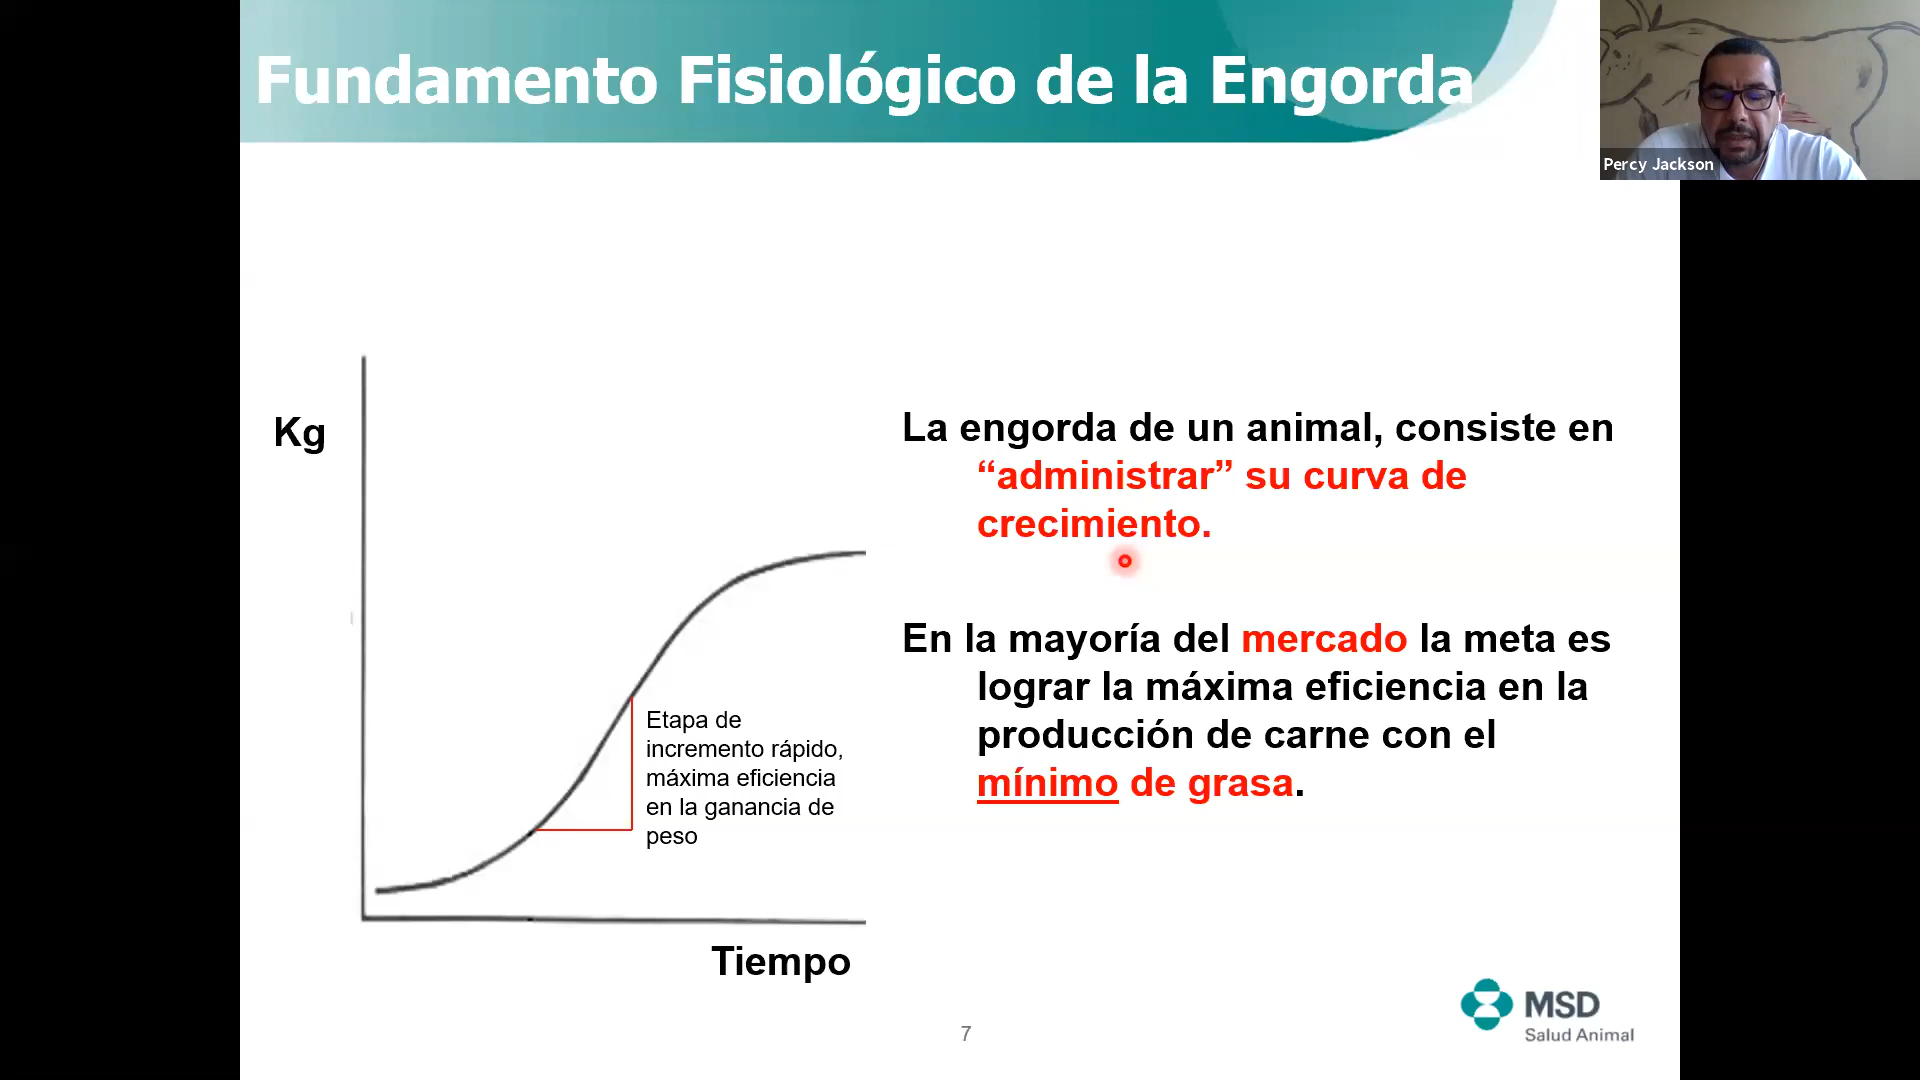 Fundamento Fisiológico de la Engorda
Percy Jackson
Kg
La engorda de un animal, consiste en
“administrar” su curva de
crecimiento.
En la mayoría del mercado la meta es
lograr la máxima eficiencia en la
producción de carne con el
mínimo de grasa.
Etapa de
incremento rápido,
máxima eficiencia
en la ganancia de
peso
Tiempo
7
MSD
Salud Animal